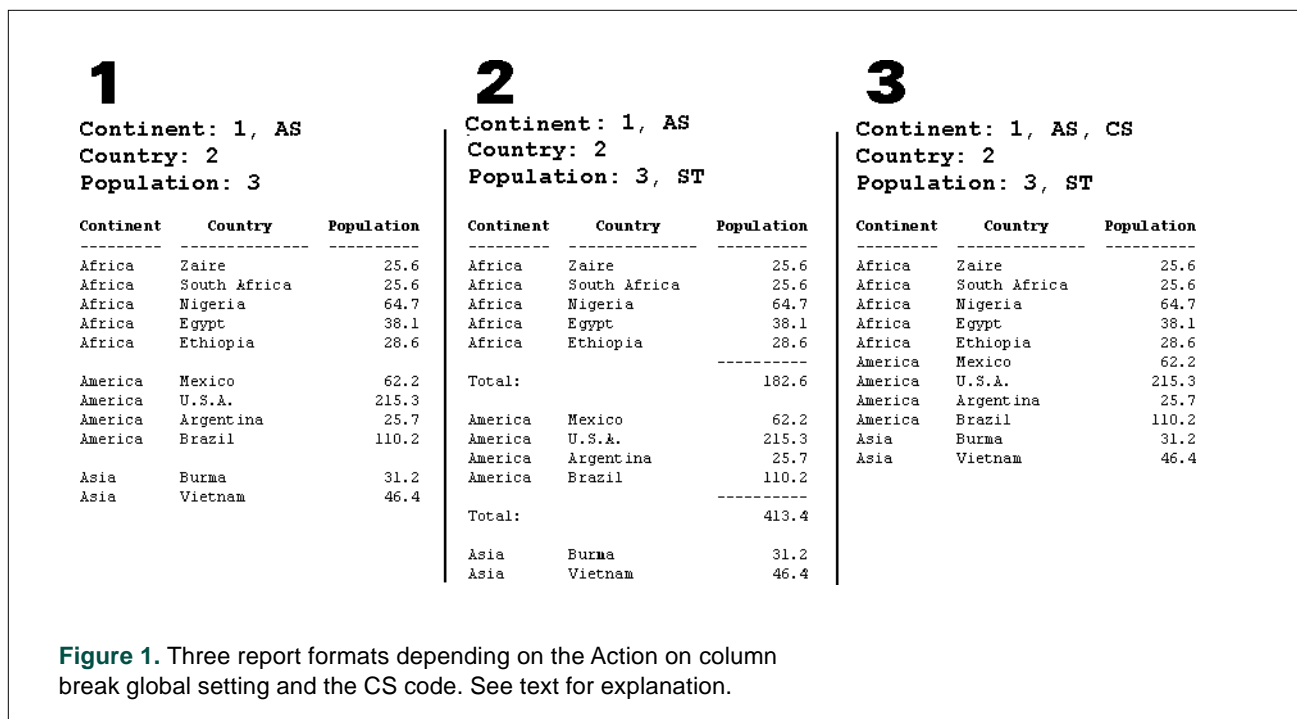 1
Continent: 1, AS
Country: 2
Population: 3
Continent Country Population
--------- -------------- ----------
Africa Zaire 25.6
Africa South Africa 25.6
Africa Nigeria 64.7
Africa Egypt 38.1
Africa Ethiopia 28.6
America Mexico 62.2
America U.S.A. 215.3
America Argentina 25.7
America Brazil 110.2
Asia Burma 31.2
Asia Vietnam 46.4
2
Continent: 1, AS
Country: 2
Population: 3, ST
Continent Country Population
--------- -------------- ----------
Africa Zaire 25.6
Africa South Africa 25.6
Africa Nigeria 64.7
Africa Egypt 38.1
Africa Ethiopia 28.6
----------
Total: 182.6
America Mexico 62.2
America U.S.A. 215.3
America Argentina 25.7
America Brazil 110.2
----------
Total: 413.4
Asia Burma 31.2
Asia Vietnam 46.4
3
Continent: 1, AS, CS
Country: 2
Population: 3, ST
Continent Country Population
--------- -------------- ----------
Africa Zaire 25.6
Africa South Africa 25.6
Africa Nigeria 64.7
Africa Egypt 38.1
Africa Ethiopia 28.6
America Mexico 62.2
America U.S.A. 215.3
America Argentina 25.7
America Brazil 110.2
Asia Burma 31.2
Asia Vietnam 46.4
Figure 1. Three report formats depending on the Action on column
break global setting and the CS code. See text for explanation.